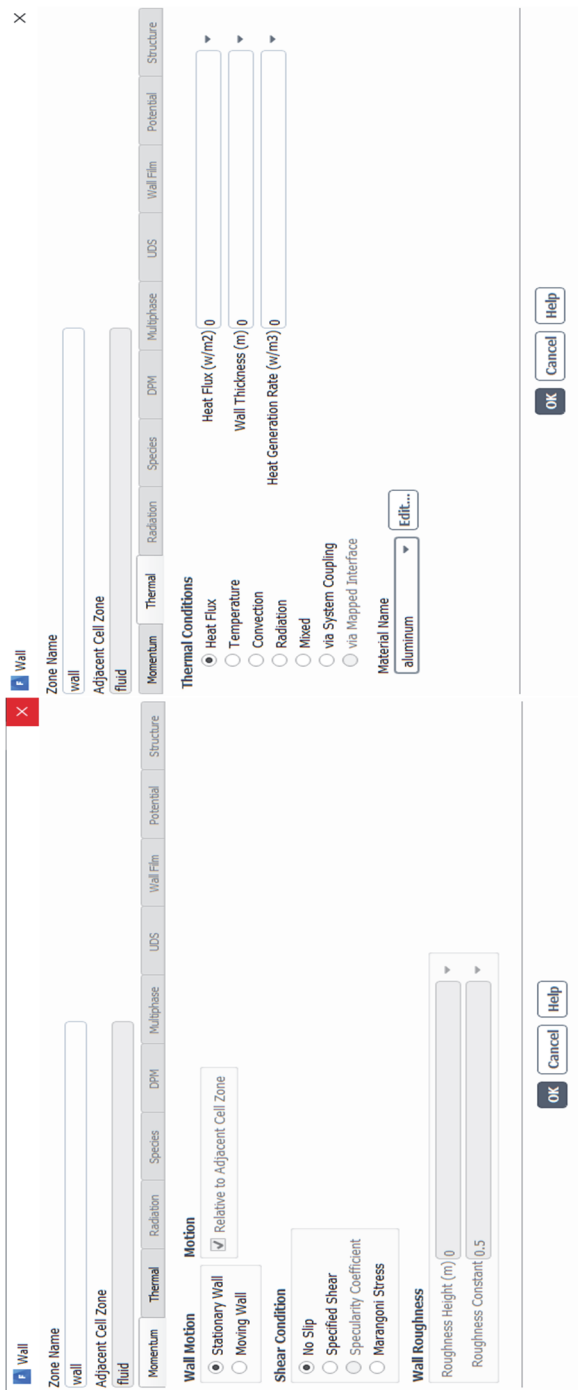 Wall
X
Zone Name
wall
Adjacent Cell Zone
fluid
Momentum Thermal Radiation Species DPM Multiphase UDS Wall Film Potential Structure
Wall Motion Motion
Stationary Wall Relative to Adjacent Cell Zone
Moving Wall
Shear Condition
No Slip
Specified Shear
Specularity Coefficient
Marangoni Stress
Wall Roughness
Roughness Height (m) 0
Roughness Constant 0.5
OK Cancel Help
Wall
X
Zone Name
wall
Adjacent Cell Zone
fluid
Momentum Thermal Radiation Species DPM Multiphase UDS Wall Film Potential Structure
Thermal Conditions
Heat Flux Heat Flux (w/m2) 0
Temperature Wall Thickness (m) 0
Convection Heat Generation Rate (w/m3) 0
Radiation
Mixed
via System Coupling
via Mapped Interface
Material Name
aluminum Edit...
OK Cancel Help